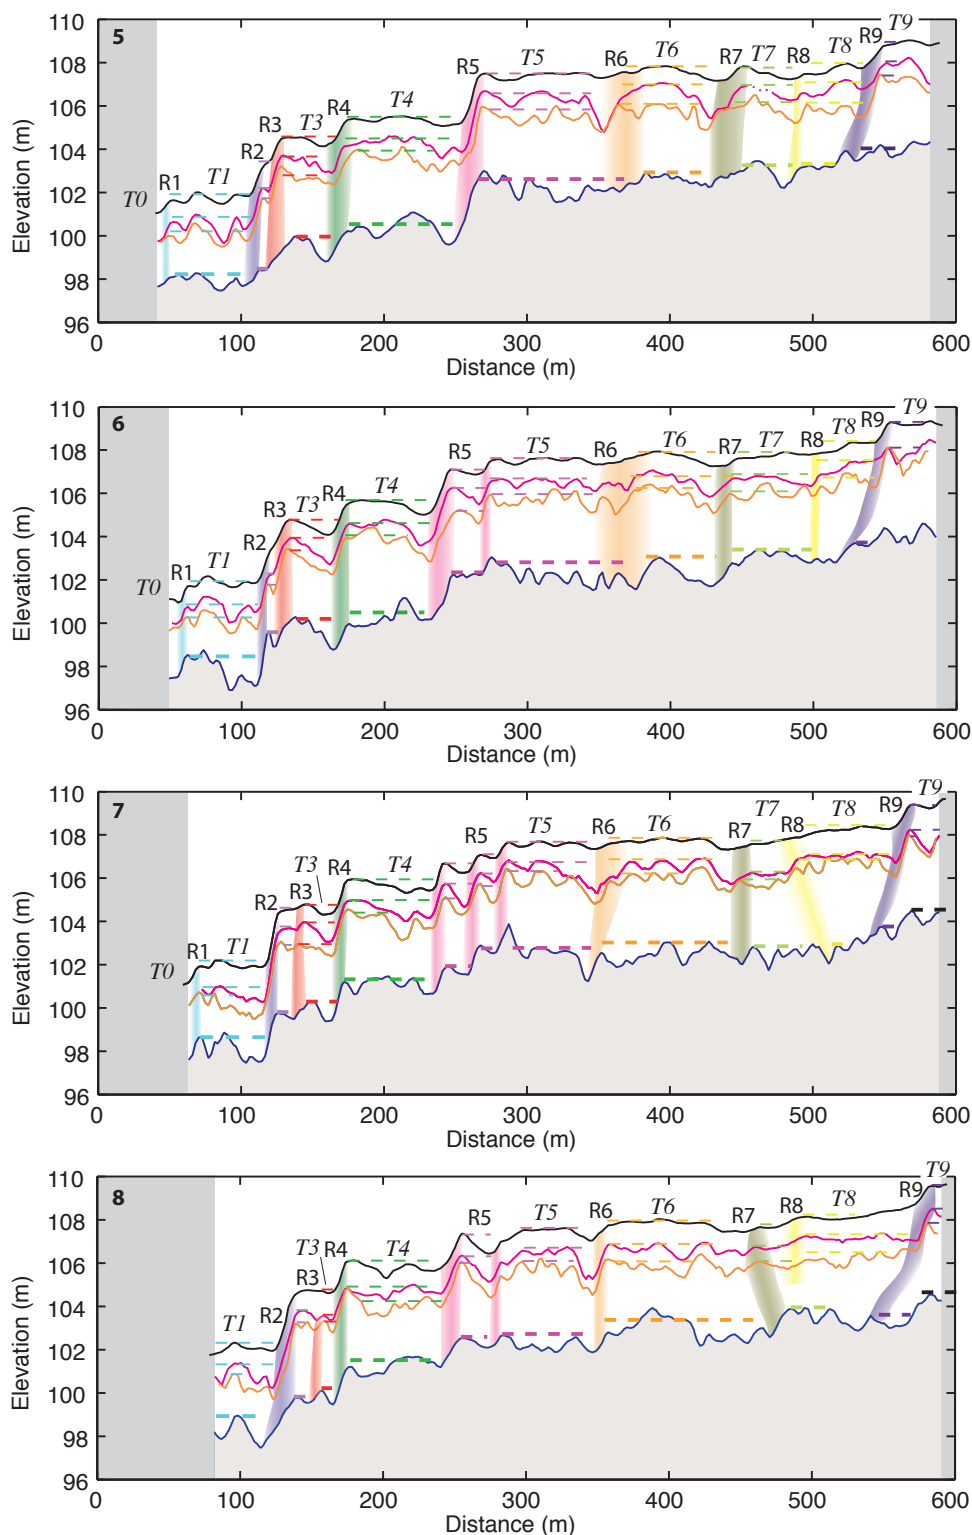 5
110
108
106
104
102
100
98
96
Elevation (m)
T0 R1 T1 R2 R3 T3 R4 T4 R5 T5 R6 T6 R7 T7 R8 T8 R9 T9
0 100 200 300 400 500 600
Distance (m)
6
110
108
106
104
102
100
98
96
Elevation (m)
T0 R1 T1 R2 R3 T3 R4 T4 R5 T5 R6 T6 R7 T7 R8 T8 R9 T9
0 100 200 300 400 500 600
Distance (m)
7
110
108
106
104
102
100
98
96
Elevation (m)
T0 R1 T1 R2 R3 T3 R4 T4 R5 T5 R6 T6 R7 T7 R8 T8 R9 T9
0 100 200 300 400 500 600
Distance (m)
8
110
108
106
104
102
100
98
96
Elevation (m)
T1 R2 R3 T3 R4 T4 R5 T5 R6 T6 R7 R8 T8 R9 T9
0 100 200 300 400 500 600
Distance (m)